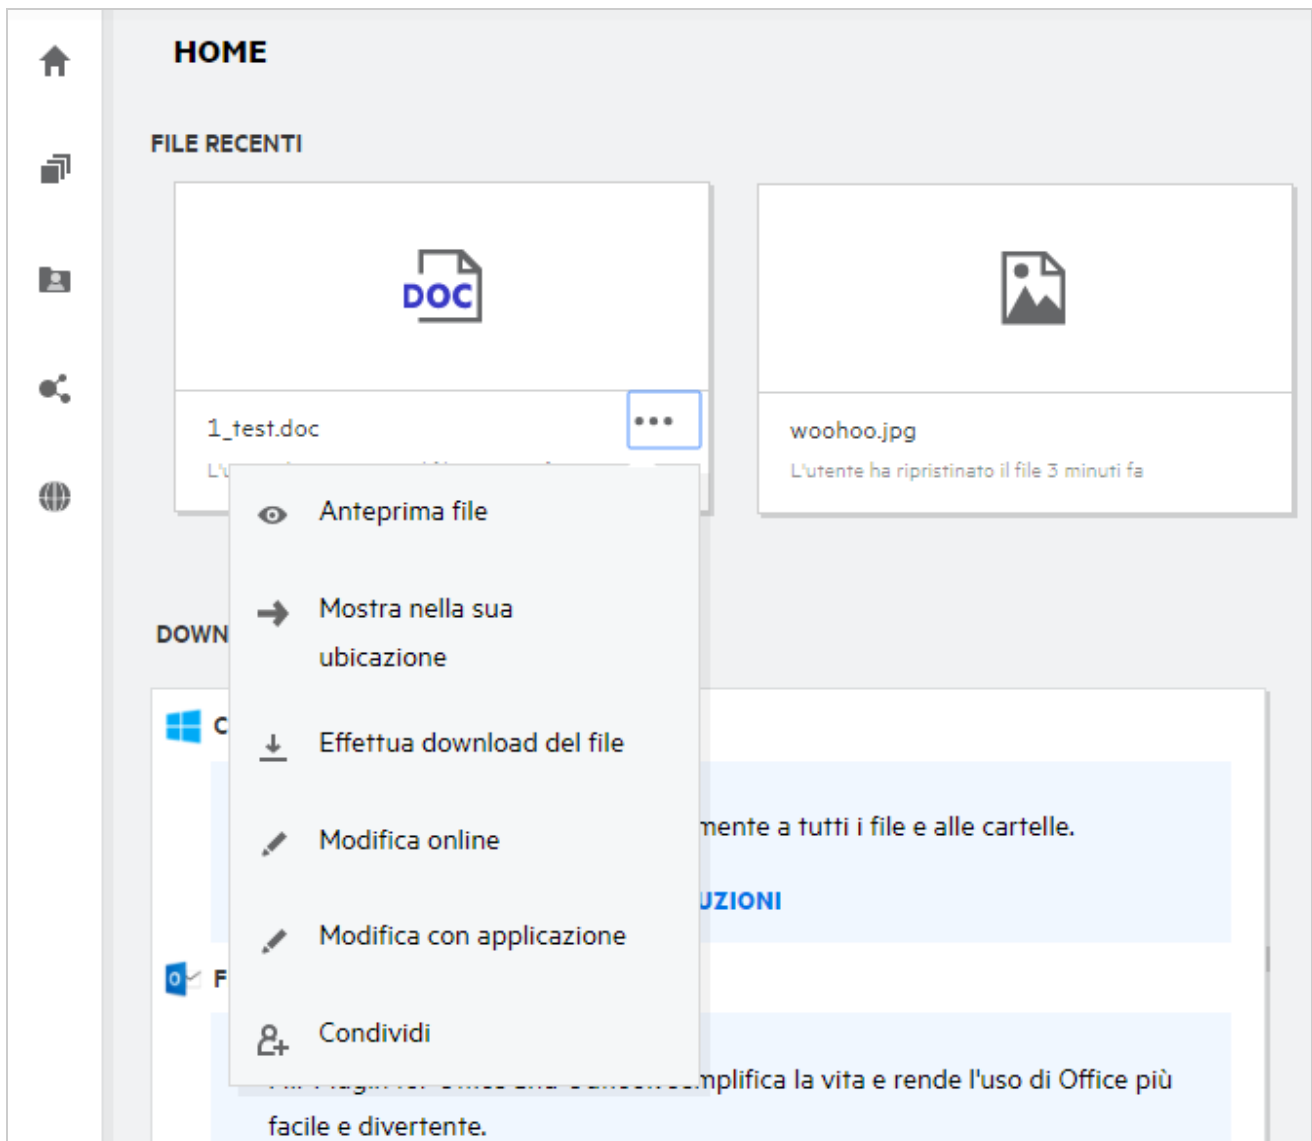 HOME
FILE RECENTI
DOC
1_test.doc
woohoo.jpg
L'utente ha ripristinato il file 3 minuti fa
Anteprima file
Mostra nella sua
ubicazione
DOWN
Effettua download del file
Modifica online
mente a tutti i file e alle cartelle.
UZIONI
Modifica con applicazione
F
Condividi
mplifica la vita e rende l'uso di Office più
facile e divertente.